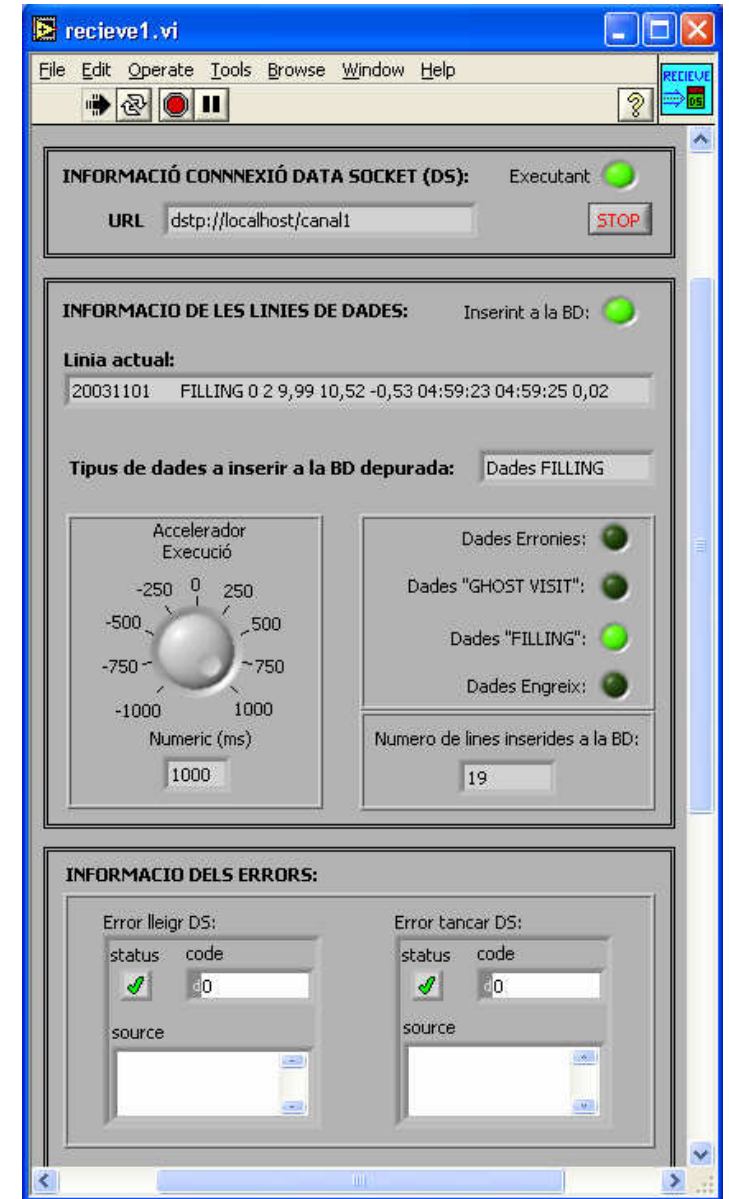 recieve1.vi
File Edit Operate Tools Browse Window Help
RECIEVE
DS
?
INFORMACIÓ CONNNEXIÓ DATA SOCKET (DS): Executant
URL dstp://localhost/canal1 STOP
INFORMACIO DE LES LINIES DE DADES: Inserint a la BD:
Linia actual:
20031101 FILLING 0 2 9,99 10,52 -0,53 04:59:23 04:59:25 0,02
Tipus de dades a inserir a la BD depurada: Dades FILLING
Accelerador
Execució
-250 0 250
-500 500
-750 750
-1000 1000
Numeric (ms)
1000
Dades Erronies:
Dades "GHOST VISIT":
Dades "FILLING":
Dades Engreix:
Numero de lines inserides a la BD:
19
INFORMACIO DELS ERRORS:
Error lleigr DS: Error tancar DS:
status code status code
d0 d0
source source